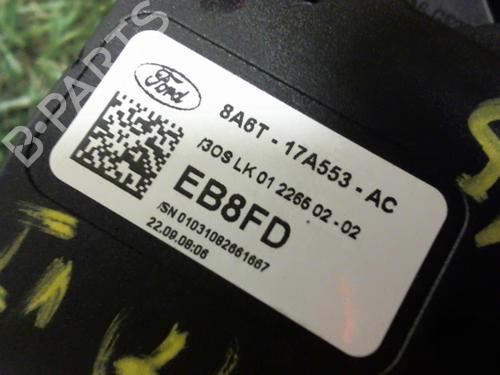 Ford
8A6T - 17A553 - AC
/3OS LK 01 2266 02 - 02
EB8FD
/SN 01031082661667
22.09.08:06
B-PARTS